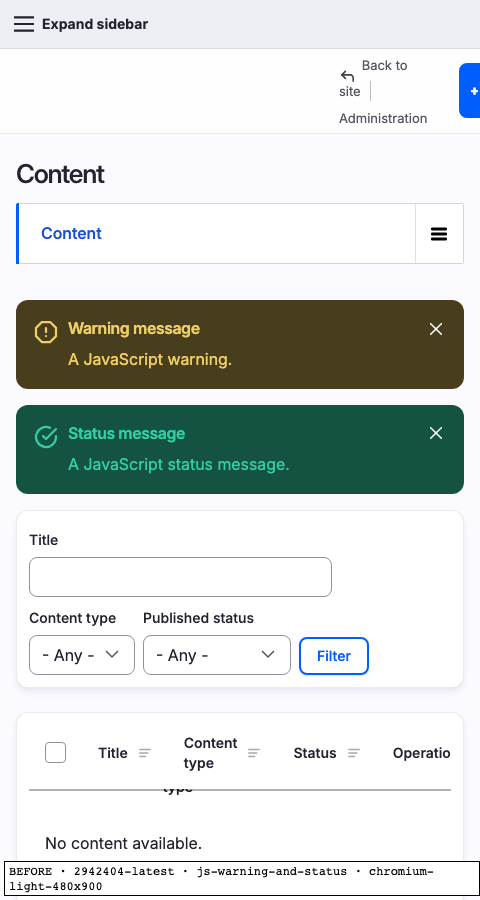 Expand sidebar
Back to
site
Administration
+
Content
Content
Warning message
A JavaScript warning.
Status message
A JavaScript status message.
Title
Content type Published status
- Any - - Any - Filter
Title Content type Status Operatio
type
No content available.
BEFORE · 2942404-latest · js-warning-and-status · chromium-
light-480x900